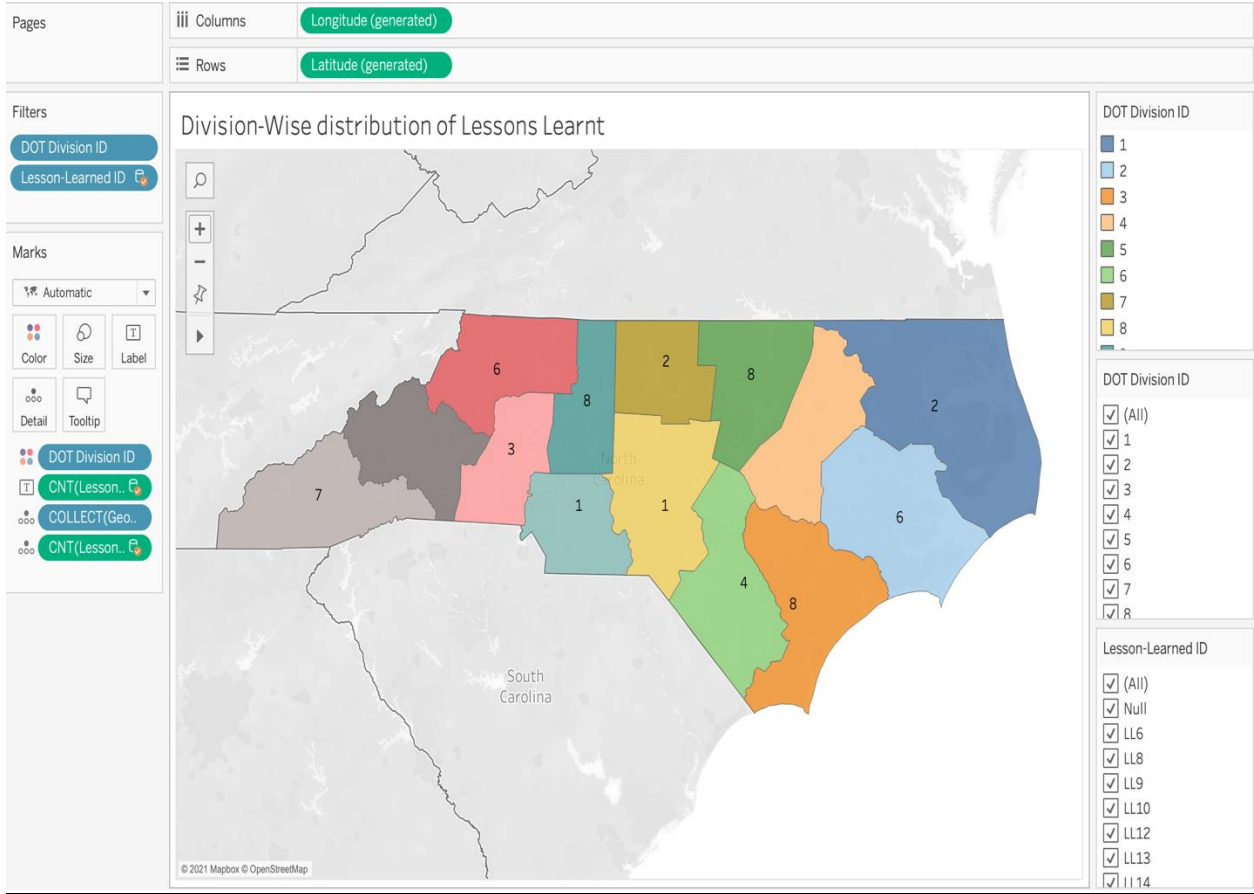 Pages
Columns
Longitude (generated)
Rows
Latitude (generated)
Filters
DOT Division ID
Lesson-Learned ID
Marks
Automatic
Color
Size
Label
Detail
Tooltip
DOT Division ID
CNT(Lesson..
COLLECT(Geo..
CNT(Lesson..
Division-Wise distribution of Lessons Learnt
6
8
2
8
2
3
7
1
1
6
4
8
North
Carolina
South
Carolina
© 2021 Mapbox © OpenStreetMap
DOT Division ID
1
2
3
4
5
6
7
8
DOT Division ID
(All)
1
2
3
4
5
6
7
8
Lesson-Learned ID
(All)
Null
LL6
LL8
LL9
LL10
LL12
LL13
LL14